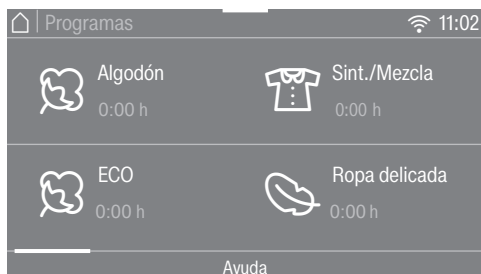 Programas 11:02
Algodón
0:00 h
Sint./Mezcla
0:00 h
ECO
0:00 h
Ropa delicada
0:00 h
Ayuda